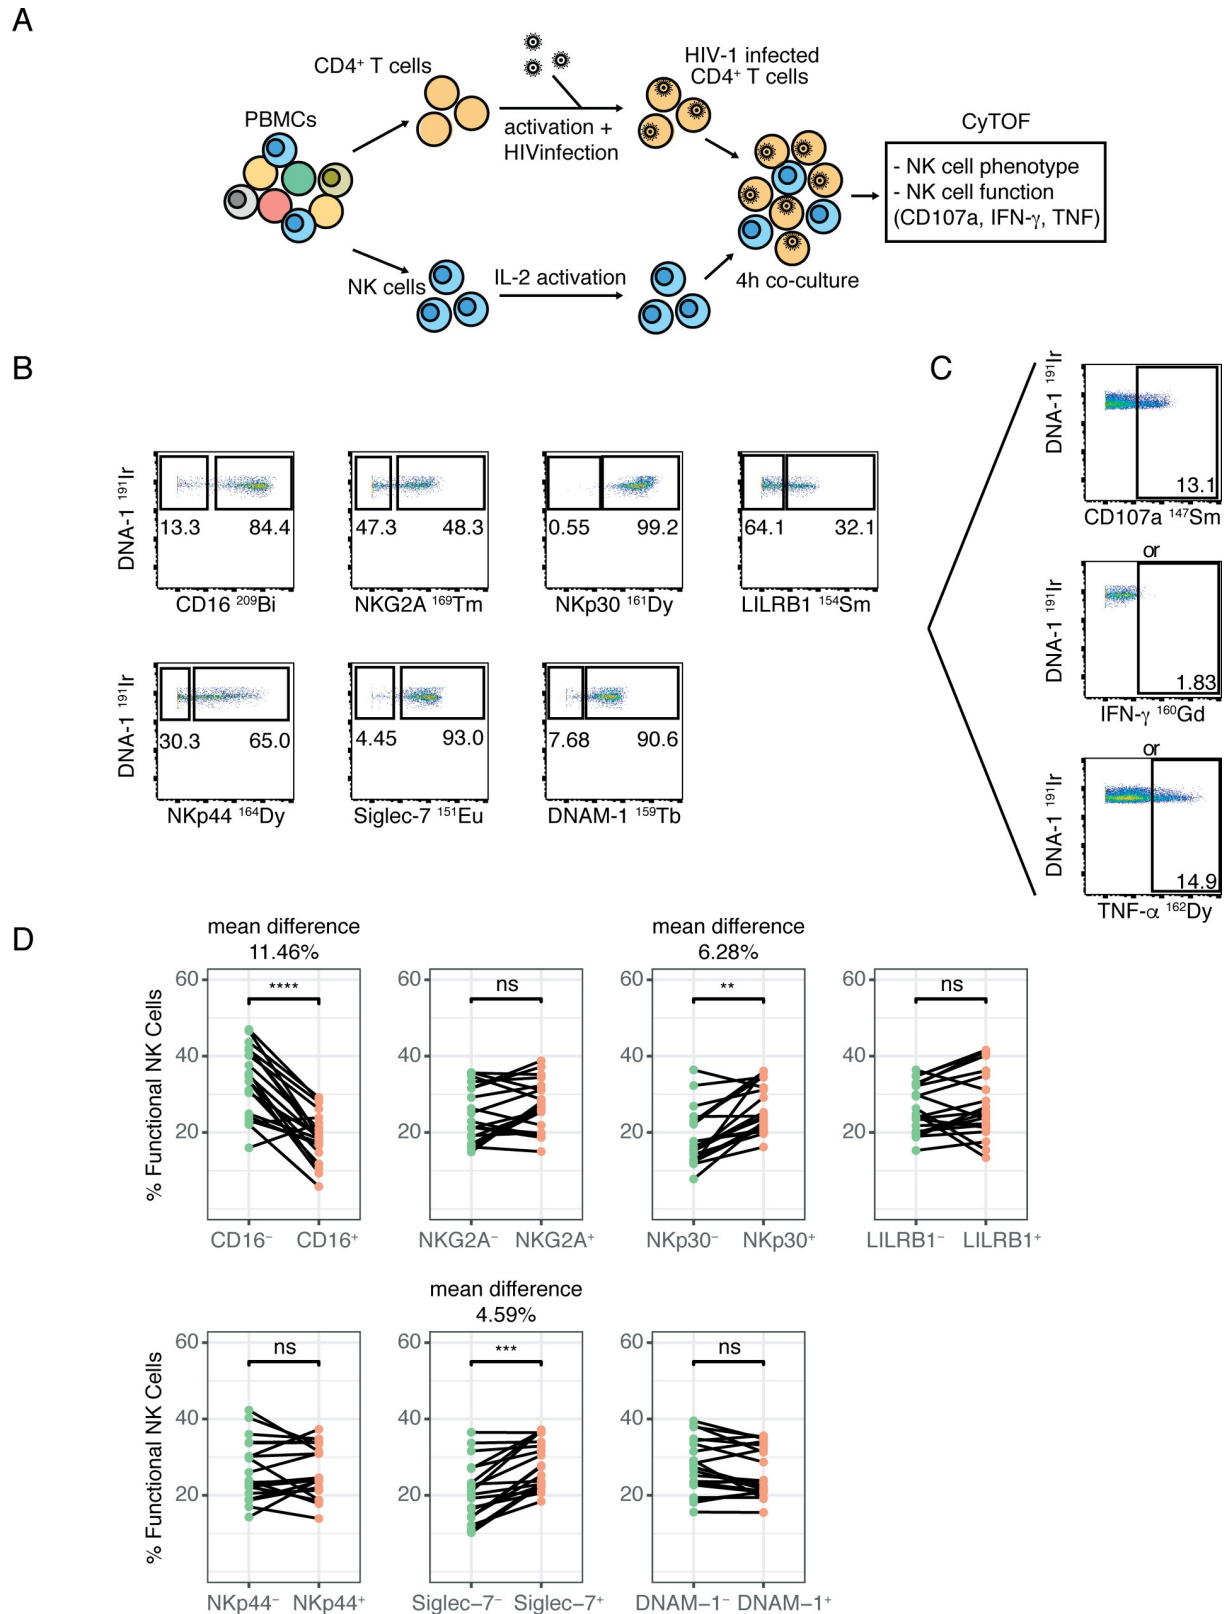 A
CD4⁺ T cells
HIV-1 infected
CD4⁺ T cells
PBMCs
activation +
HIVinfection
CyTOF
- NK cell phenotype
- NK cell function
(CD107a, IFN-γ, TNF)
NK cells
IL-2 activation
4h co-culture
B
DNA-1 ¹⁹¹Ir
13.3 84.4
CD16 ²⁰⁹Bi
47.3 48.3
NKG2A ¹⁶⁹Tm
0.55 99.2
NKp30 ¹⁶¹Dy
64.1 32.1
LILRB1 ¹⁵⁴Sm
DNA-1 ¹⁹¹Ir
30.3 65.0
NKp44 ¹⁶⁴Dy
4.45 93.0
Siglec-7 ¹⁵¹Eu
7.68 90.6
DNAM-1 ¹⁵⁹Tb
C
DNA-1 ¹⁹¹Ir
13.1
CD107a ¹⁴⁷Sm
or
DNA-1 ¹⁹¹Ir
1.83
IFN-γ ¹⁶⁰Gd
or
DNA-1 ¹⁹¹Ir
14.9
TNF-α ¹⁶²Dy
D
% Functional NK Cells
mean difference
11.46%
60
40
20
****
CD16⁻ CD16⁺
60
40
20
ns
NKG2A⁻ NKG2A⁺
mean difference
6.28%
60
40
20
**
NKp30⁻ NKp30⁺
60
40
20
ns
LILRB1⁻ LILRB1⁺
% Functional NK Cells
60
40
20
ns
NKp44⁻ NKp44⁺
mean difference
4.59%
60
40
20
***
Siglec–7⁻ Siglec–7⁺
60
40
20
ns
DNAM–1⁻ DNAM–1⁺